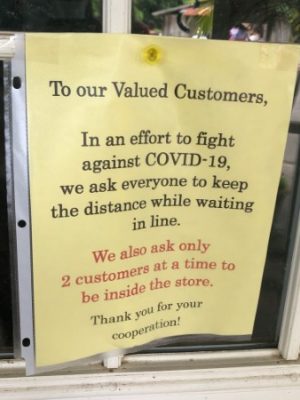 To our Valued Customers,
In an effort to fight
against COVID-19,
we ask everyone to keep
the distance while waiting
in line.
We also ask only
2 customers at a time to
be inside the store.
Thank you for your
cooperation!